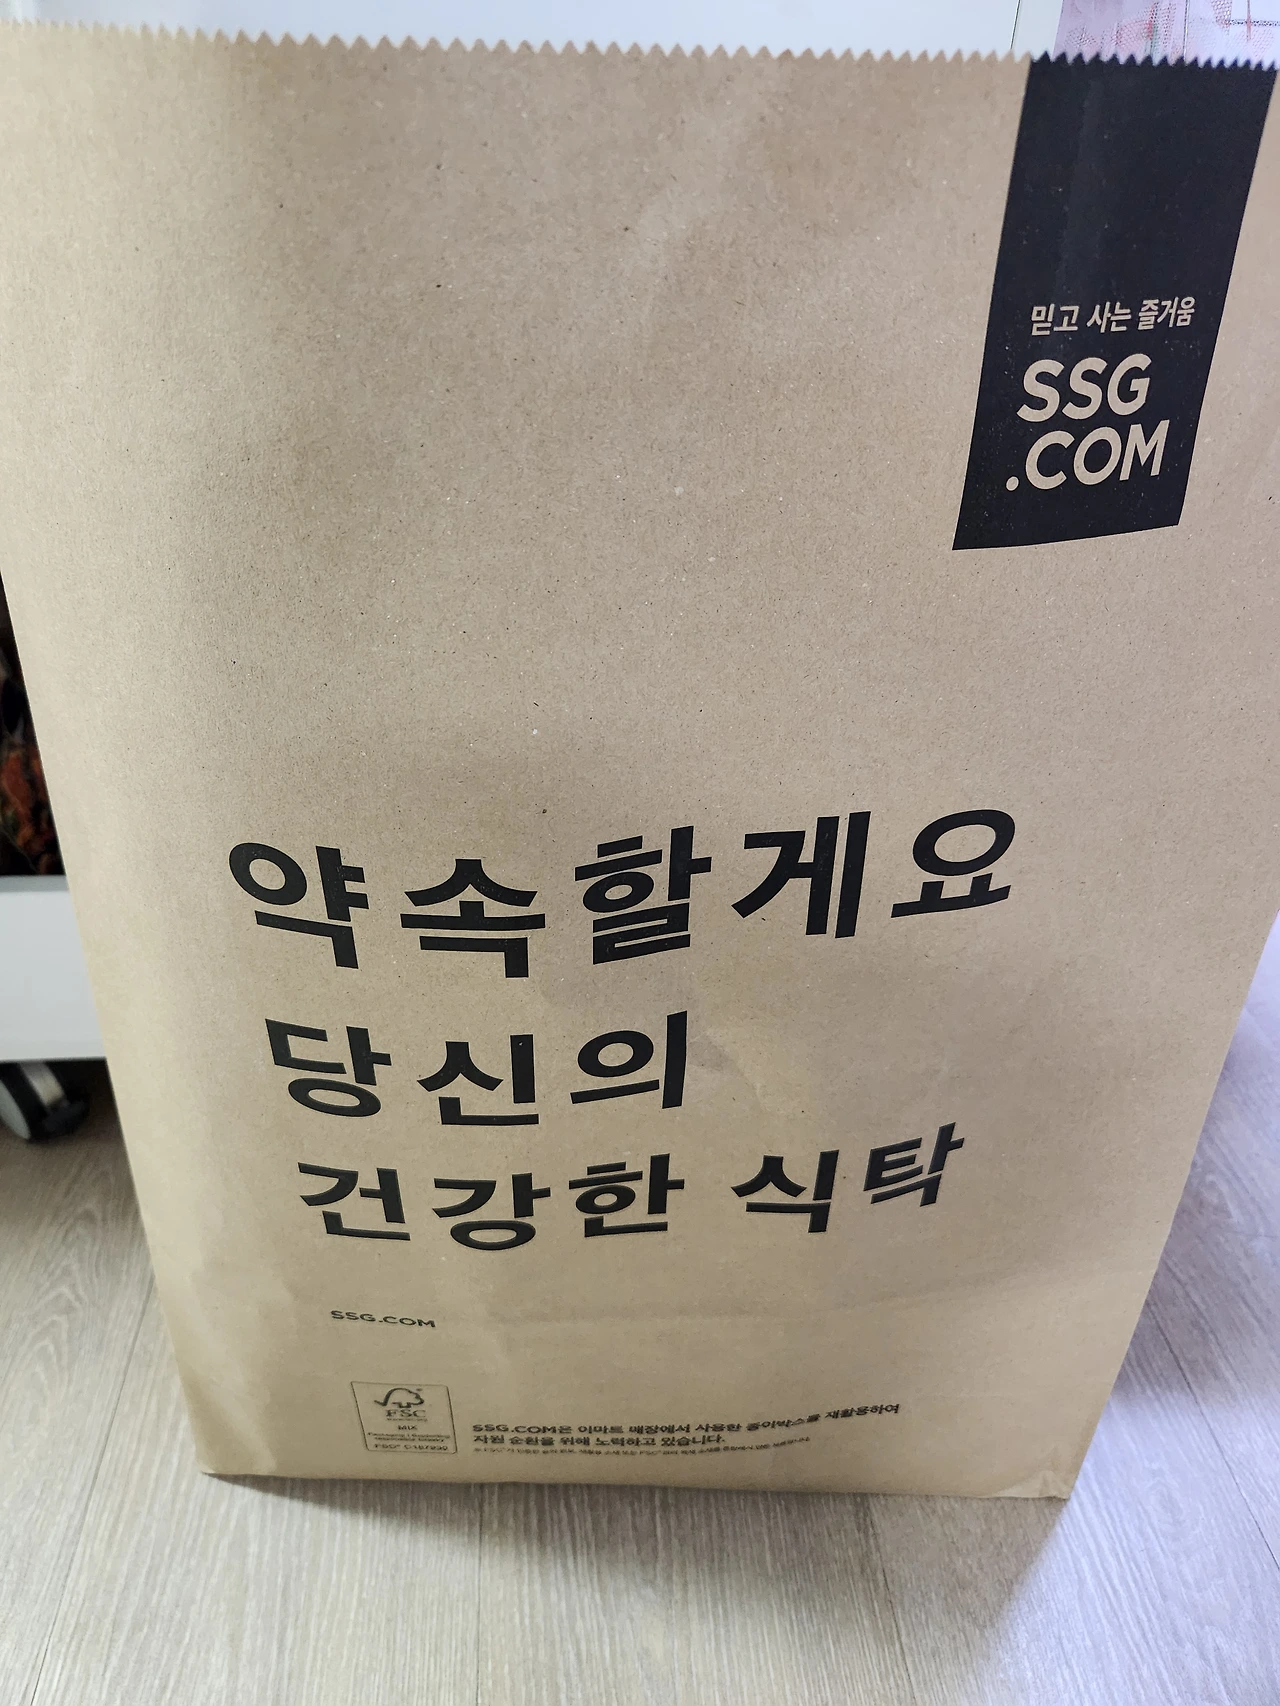 믿고 사는 즐거움
SSG
.COM
약속할게요
당신의
건강한 식탁
SSG.COM
FSC
MIX
SSG.COM은 이마트 매장에서 사용한 종이박스를 재활용하여
자원 순환을 위해 노력하고 있습니다.